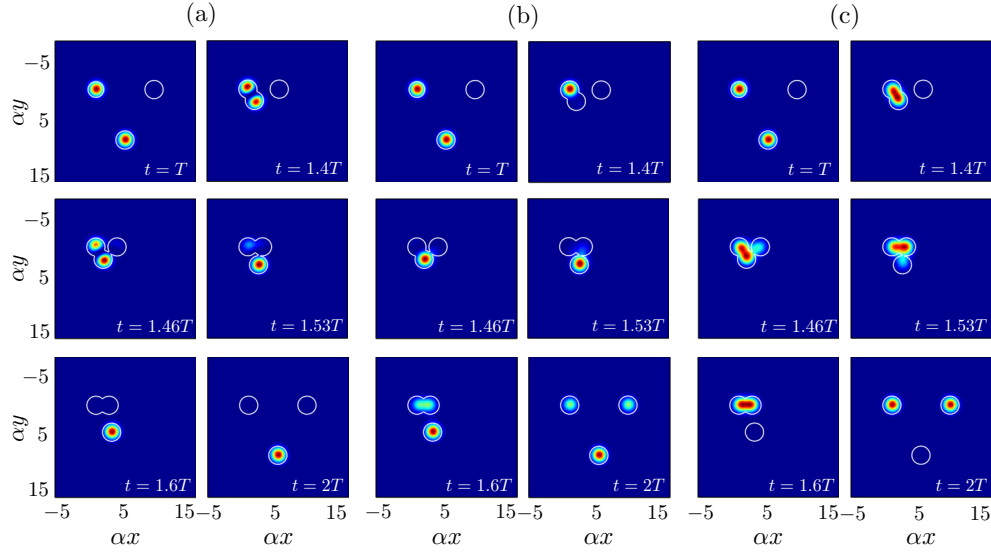 (a) (b) (c)
−5
αy
5
15
t = T t = 1.4T t = T t = 1.4T t = T t = 1.4T
−5
αy
5
15
t = 1.46T t = 1.53T t = 1.46T t = 1.53T t = 1.46T t = 1.53T
−5
αy
5
15
t = 1.6T t = 2T t = 1.6T t = 2T t = 1.6T t = 2T
−5 5 15 5 15 −5 5 15 5 15 −5 5 15 5 15
αx αx αx αx αx αx